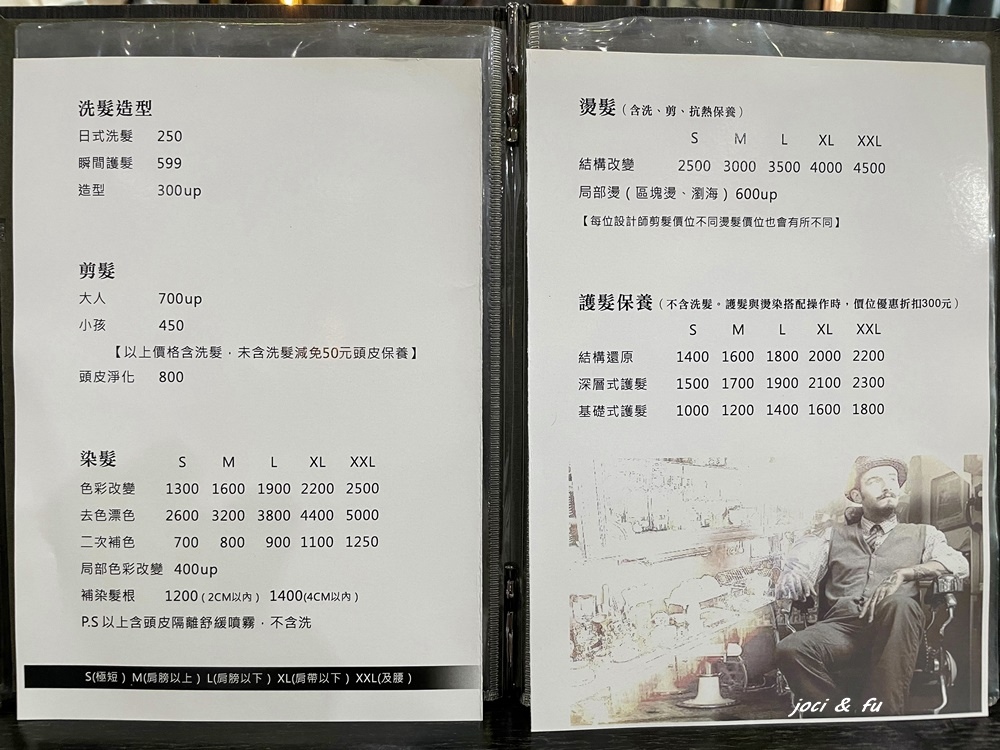 洗髮造型
日式洗髮 250
瞬間護髮 599
造型 300up
剪髮
大人 700up
小孩 450
【以上價格含洗髮，未含洗髮減免50元頭皮保養】
頭皮淨化 800
染髮 S M L XL XXL
色彩改變 1300 1600 1900 2200 2500
去色漂色 2600 3200 3800 4400 5000
二次補色 700 800 900 1100 1250
局部色彩改變 400up
補染髮根 1200 (2CM以內) 1400(4CM以內)
P.S以上含頭皮隔離舒緩噴霧，不含洗
S(極短) M(肩膀以上) L(肩膀以下) XL(肩帶以下) XXL(及腰)
燙髮（含洗、剪、抗熱保養）
S M L XL XXL
結構改變 2500 3000 3500 4000 4500
局部燙（區塊燙、瀏海）600up
【每位設計師剪髮價位不同燙髮價位也會有所不同】
護髮保養（不含洗髮。護髮與燙染搭配操作時，價位優惠折扣300元）
S M L XL XXL
結構還原 1400 1600 1800 2000 2200
深層式護髮 1500 1700 1900 2100 2300
基礎式護髮 1000 1200 1400 1600 1800
joci & fu